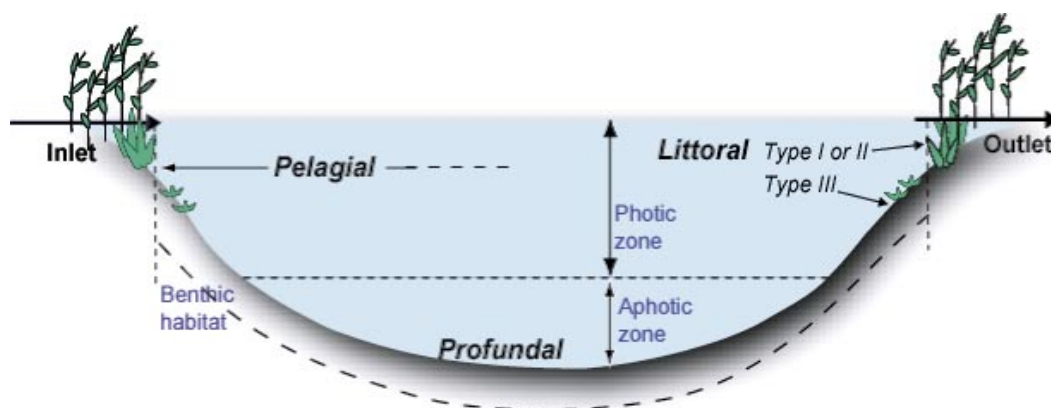 Inlet
Pelagial
Littoral
Type I or II
Type III
Outlet
Photic
zone
Benthic
habitat
Aphotic
zone
Profundal